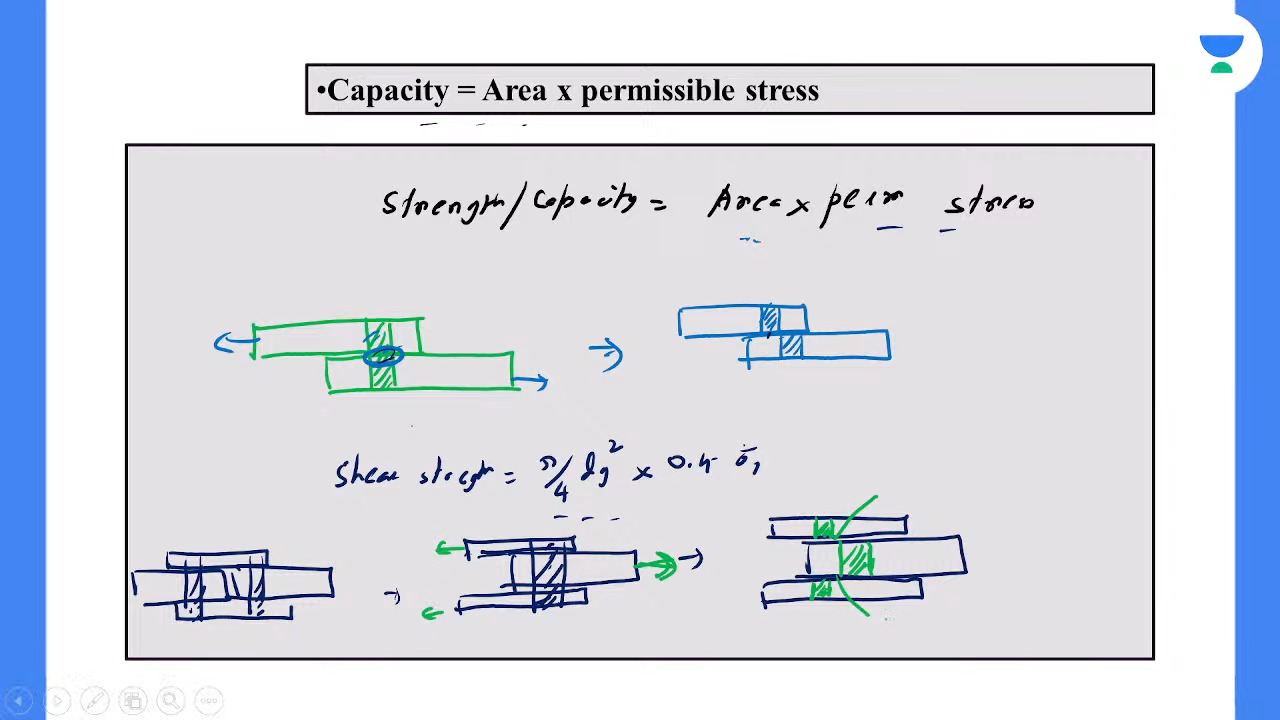 •Capacity = Area x permissible stress
Strength/Capacity = Area x perm stress
Shear strength = π/4 dg² x 0.4